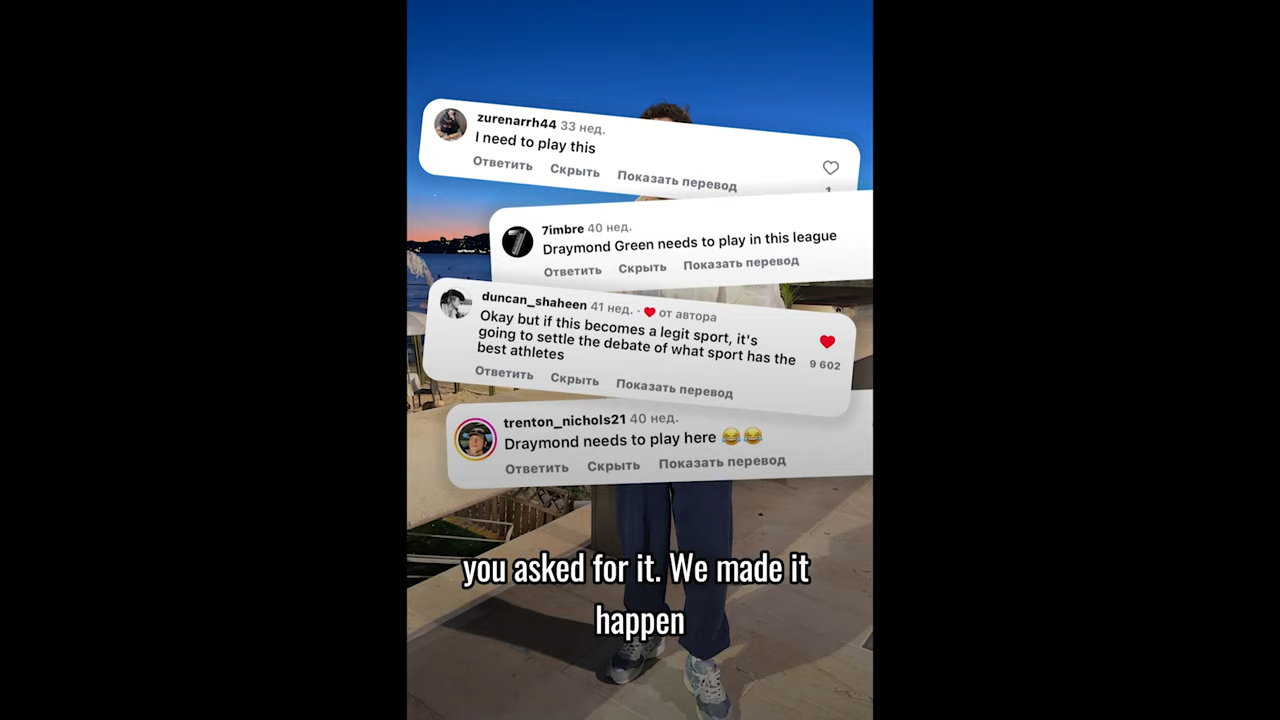 zurenarrh44 33 нед.
I need to play this
Ответить Скрыть Показать перевод
1
7imbre 40 нед.
Draymond Green needs to play in this league
Ответить Скрыть Показать перевод
duncan_shaheen 41 нед. · ❤️ от автора
Okay but if this becomes a legit sport, it's
going to settle the debate of what sport has the
best athletes
9 602
Ответить Скрыть Показать перевод
trenton_nichols21 40 нед.
Draymond needs to play here 😂😂
Ответить Скрыть Показать перевод
you asked for it. We made it
happen